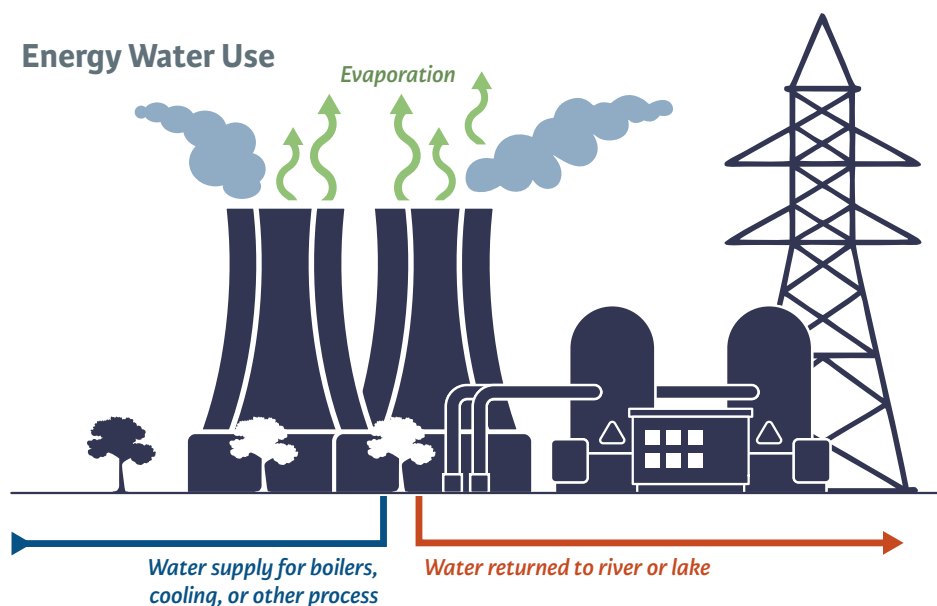 Energy Water Use
Evaporation
Water supply for boilers,
cooling, or other process
Water returned to river or lake